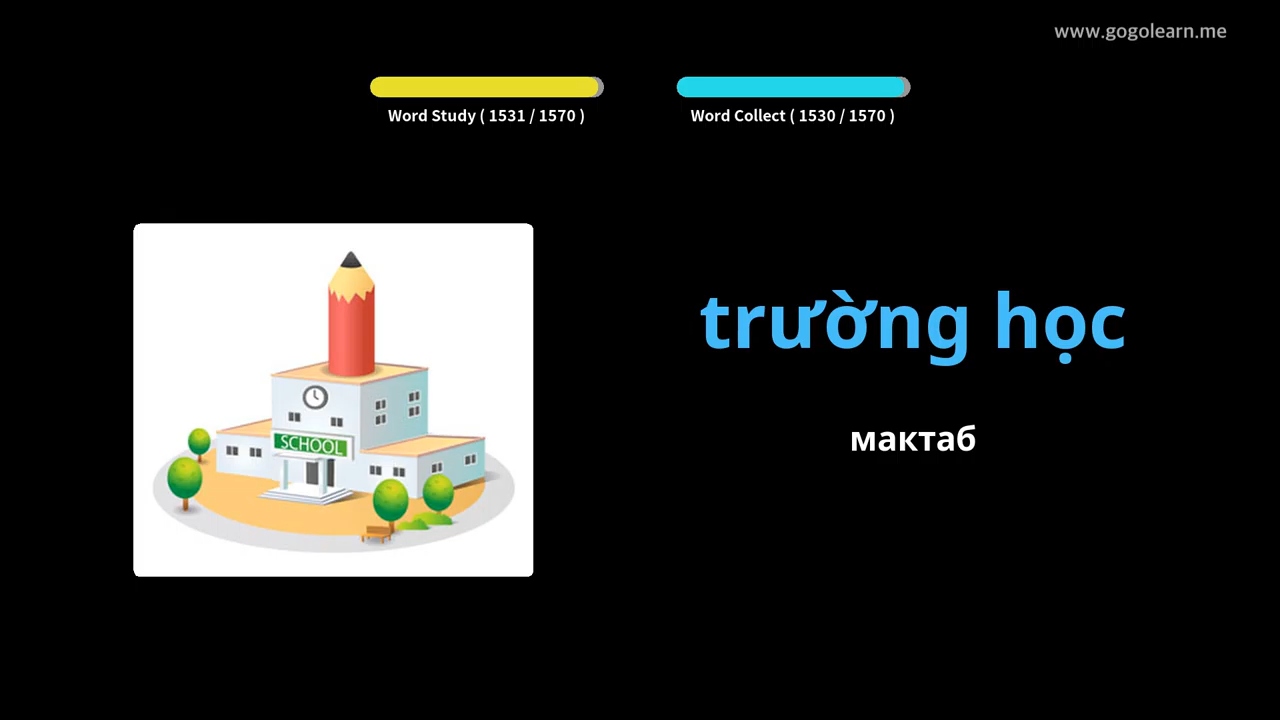 www.gogolearn.me
Word Study ( 1531 / 1570 )
Word Collect ( 1530 / 1570 )
SCHOOL
trường học
мактаб